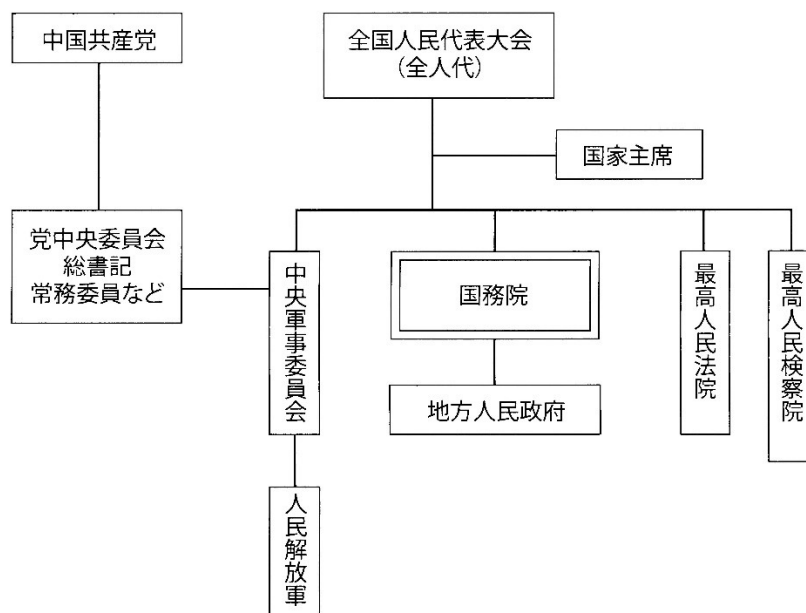 中国共産党
全国人民代表大会
（全人代）
国家主席
党中央委員会
総書記
常務委員など
中央軍事委員会
国務院
最高人民法院
最高人民検察院
地方人民政府
人民解放軍